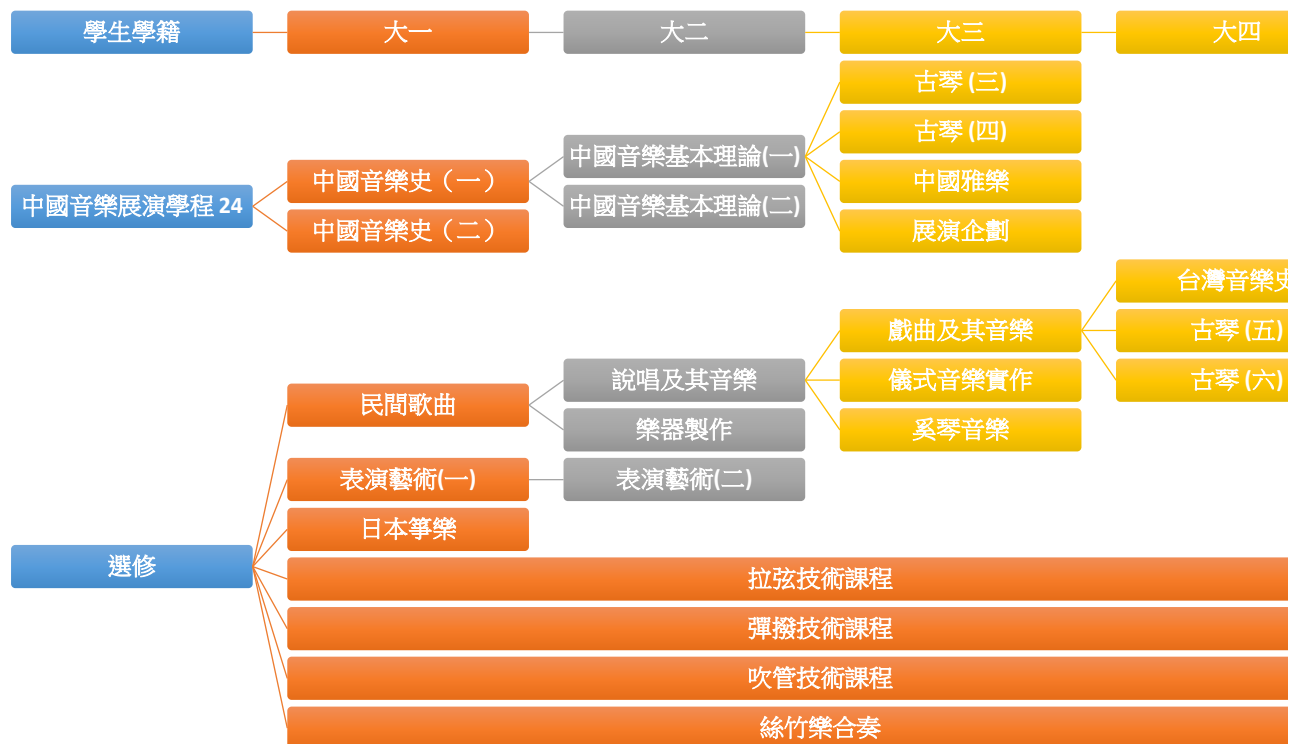 學生學籍
大一
大二
大三
大四
中國音樂展演學程 24
中國音樂史（一）
中國音樂史（二）
中國音樂基本理論(一)
中國音樂基本理論(二)
古琴 (三)
古琴 (四)
中國雅樂
展演企劃
選修
民間歌曲
說唱及其音樂
樂器製作
戲曲及其音樂
儀式音樂實作
奚琴音樂
台灣音樂史
古琴 (五)
古琴 (六)
表演藝術(一)
表演藝術(二)
日本箏樂
拉弦技術課程
彈撥技術課程
吹管技術課程
絲竹樂合奏